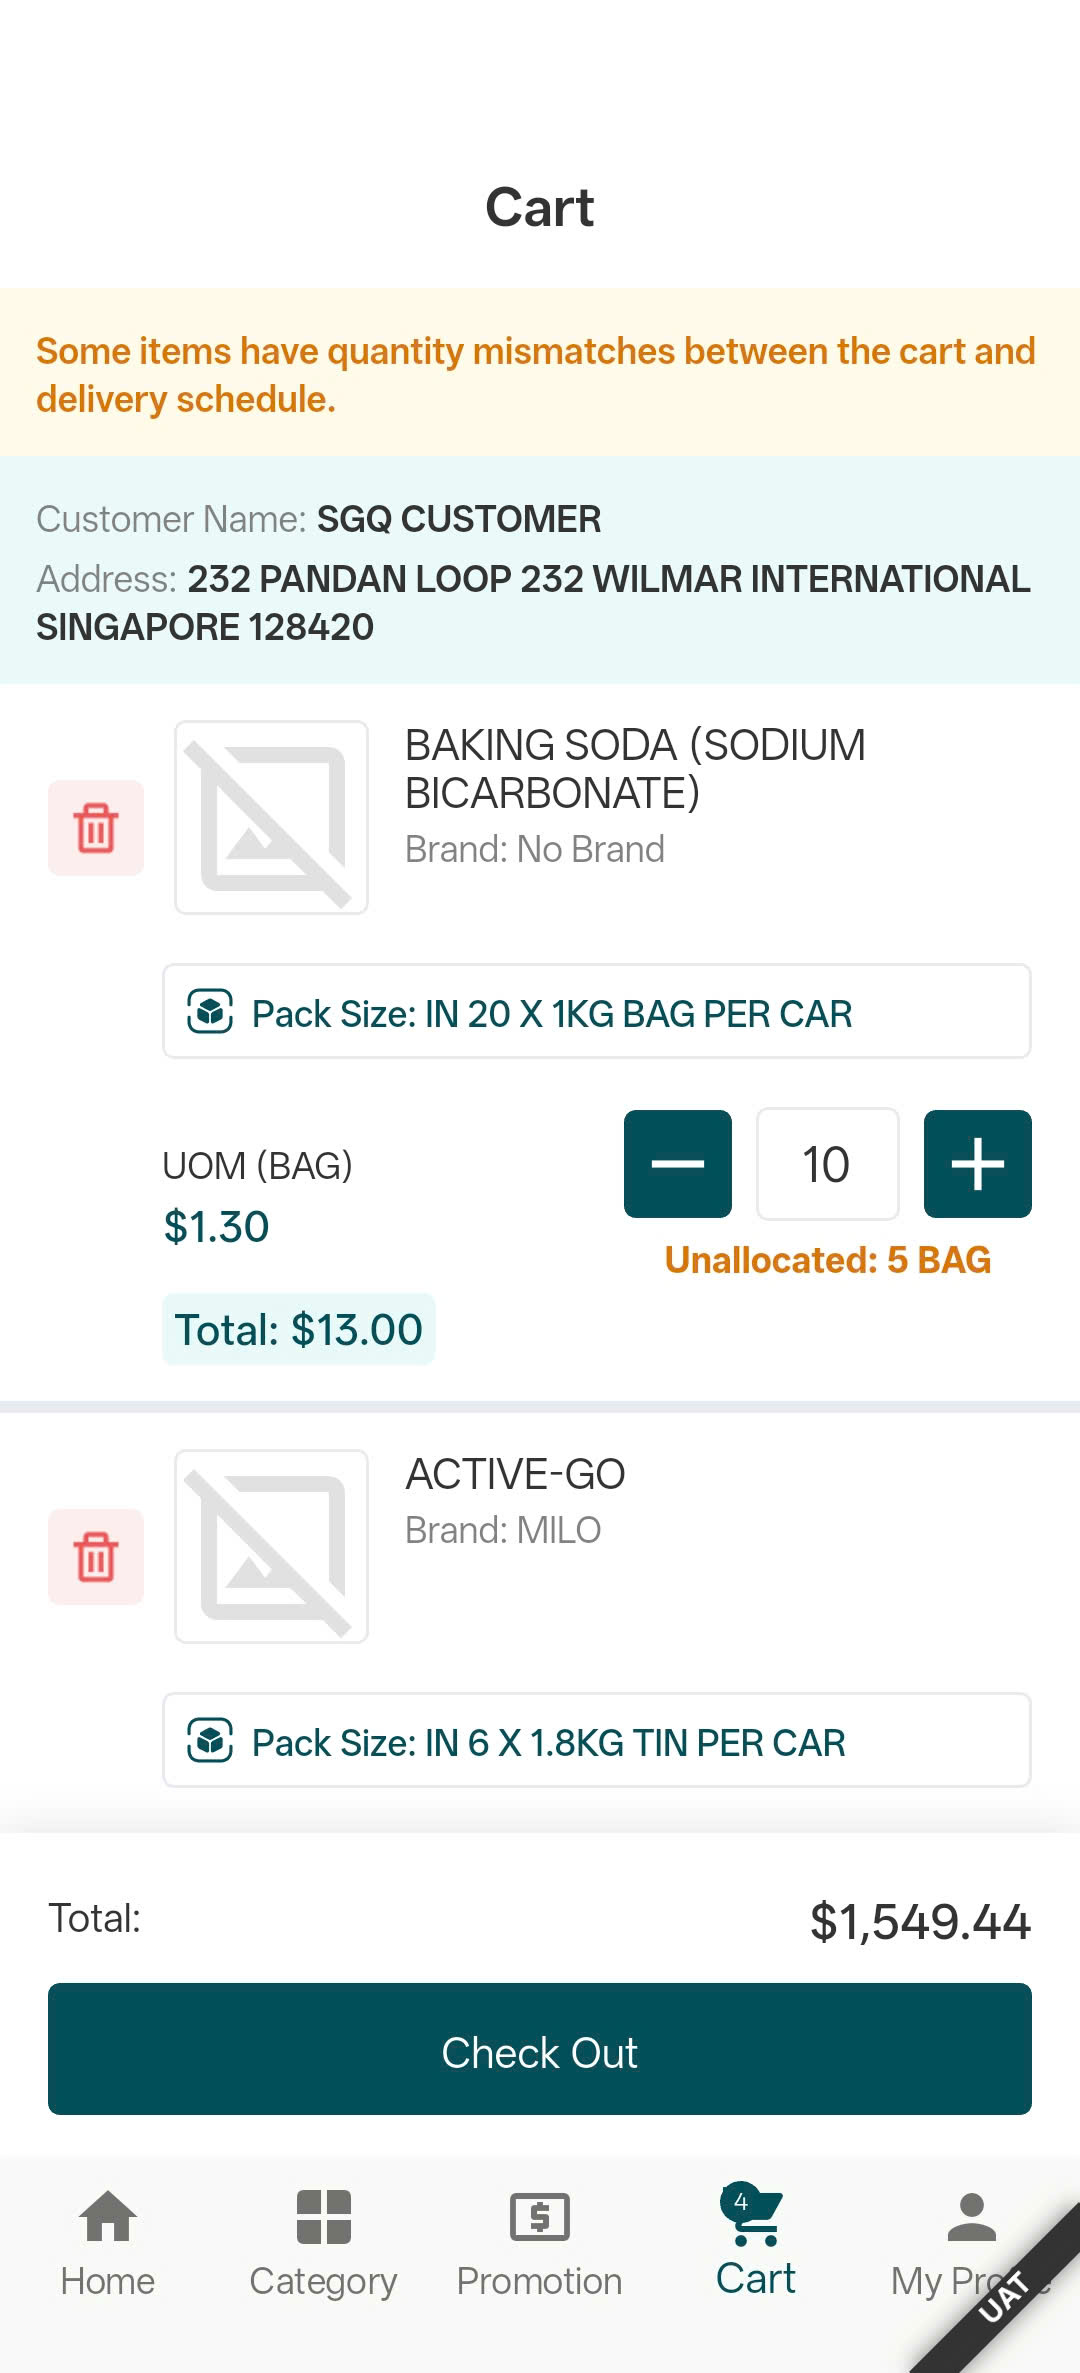 Cart
Some items have quantity mismatches between the cart and
delivery schedule.
Customer Name: SGQ CUSTOMER
Address: 232 PANDAN LOOP 232 WILMAR INTERNATIONAL
SINGAPORE 128420
BAKING SODA (SODIUM
BICARBONATE)
Brand: No Brand
Pack Size: IN 20 X 1KG BAG PER CAR
UOM (BAG)
10
$1.30
Unallocated: 5 BAG
Total: $13.00
ACTIVE-GO
Brand: MILO
Pack Size: IN 6 X 1.8KG TIN PER CAR
Total:
$1,549.44
Check Out
4
Home
Category
Promotion
Cart
My
UAT